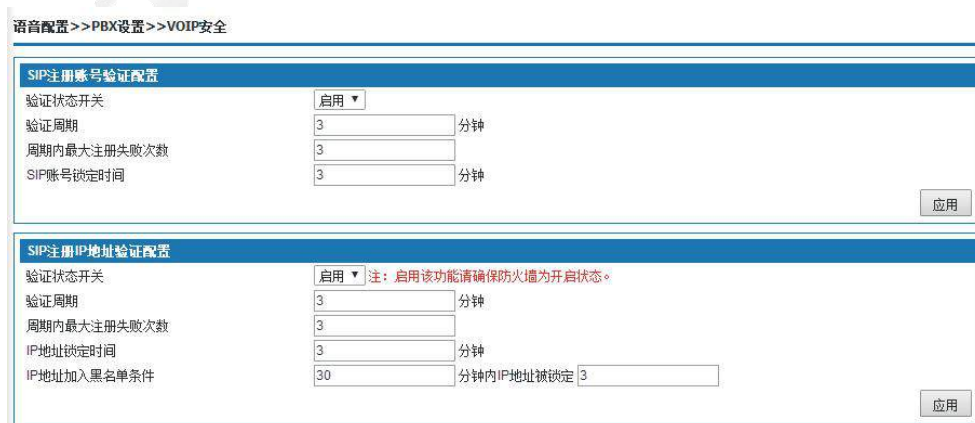 语音配置>>PBX设置>>VOIP安全
SIP注册账号验证配置
验证状态开关 启用
验证周期 3 分钟
周期内最大注册失败次数 3
SIP账号锁定时间 3 分钟
应用
SIP注册IP地址验证配置
验证状态开关 启用 注：启用该功能请确保防火墙为开启状态。
验证周期 3 分钟
周期内最大注册失败次数 3
IP地址锁定时间 3 分钟
IP地址加入黑名单条件 30 分钟内IP地址被锁定 3
应用